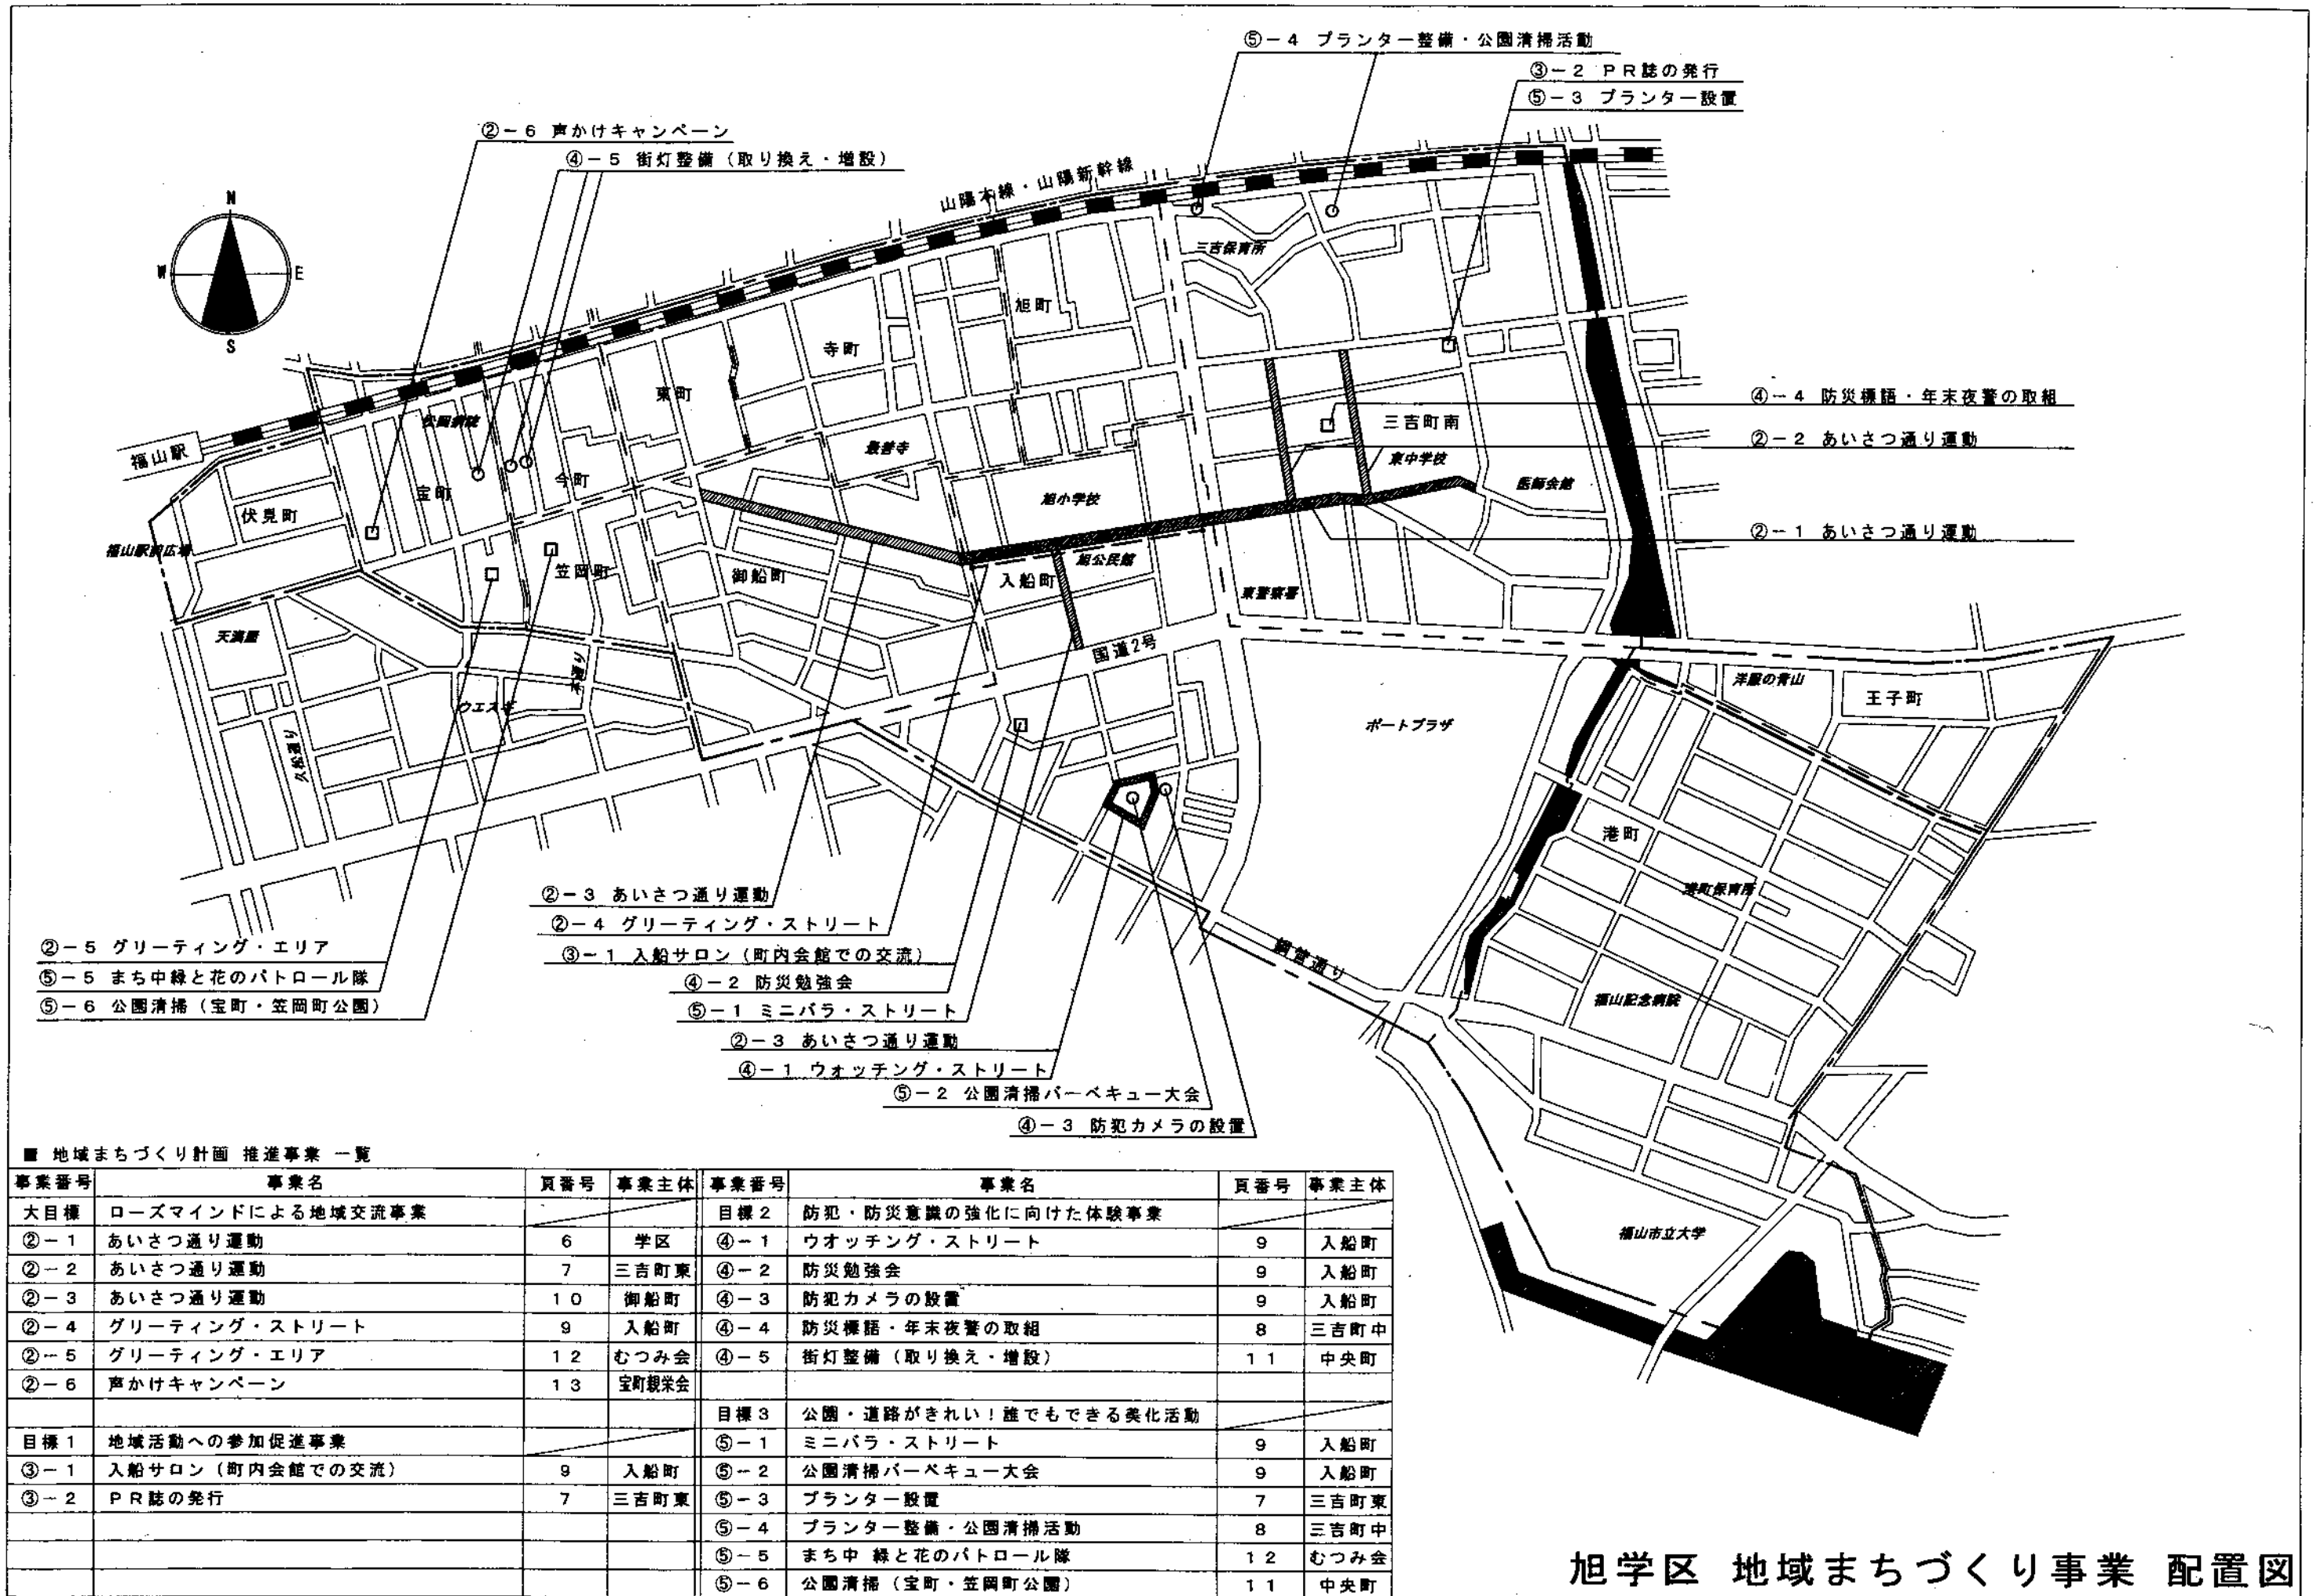 ⑤－4 プランター整備・公園清掃活動
③－2 PR誌の発行
⑤－3 プランター設置
②－6 声かけキャンペーン
④－5 街灯整備（取り換え・増設）
山陽本線・山陽新幹線
N
W
E
S
三吉保育所
旭町
寺町
東町
松岡病院
福山駅
宝町
今町
伏見町
福山駅前広場
最善寺
旭小学校
三吉町南
東中学校
医師会館
④－4 防災標語・年末夜警の取組
②－2 あいさつ通り運動
②－1 あいさつ通り運動
笠岡町
御船町
入船町
旭公民館
東警察署
天満屋
本通り
ウエスギ
久松通り
国道2号
ポートプラザ
洋服の青山
王子町
港町
港町保育所
鋼管通り
福山記念病院
福山市立大学
②－3 あいさつ通り運動
②－4 グリーティング・ストリート
③－1 入船サロン（町内会館での交流）
④－2 防災勉強会
⑤－1 ミニバラ・ストリート
②－3 あいさつ通り運動
④－1 ウォッチング・ストリート
⑤－2 公園清掃バーベキュー大会
④－3 防犯カメラの設置
②－5 グリーティング・エリア
⑤－5 まち中緑と花のパトロール隊
⑤－6 公園清掃（宝町・笠岡町公園）
■ 地域まちづくり計画 推進事業 一覧
事業番号 事業名 頁番号 事業主体 事業番号 事業名 頁番号 事業主体
大目標 ローズマインドによる地域交流事業 目標2 防犯・防災意識の強化に向けた体験事業
②－1 あいさつ通り運動 6 学区 ④－1 ウオッチング・ストリート 9 入船町
②－2 あいさつ通り運動 7 三吉町東 ④－2 防災勉強会 9 入船町
②－3 あいさつ通り運動 10 御船町 ④－3 防犯カメラの設置 9 入船町
②－4 グリーティング・ストリート 9 入船町 ④－4 防災標語・年末夜警の取組 8 三吉町中
②－5 グリーティング・エリア 12 むつみ会 ④－5 街灯整備（取り換え・増設） 11 中央町
②－6 声かけキャンペーン 13 宝町親栄会
目標3 公園・道路がきれい！誰でもできる美化活動
目標1 地域活動への参加促進事業 ⑤－1 ミニバラ・ストリート 9 入船町
③－1 入船サロン（町内会館での交流） 9 入船町 ⑤－2 公園清掃バーベキュー大会 9 入船町
③－2 PR誌の発行 7 三吉町東 ⑤－3 プランター設置 7 三吉町東
⑤－4 プランター整備・公園清掃活動 8 三吉町中
⑤－5 まち中 緑と花のパトロール隊 12 むつみ会
⑤－6 公園清掃（宝町・笠岡町公園） 11 中央町
旭学区 地域まちづくり事業 配置図